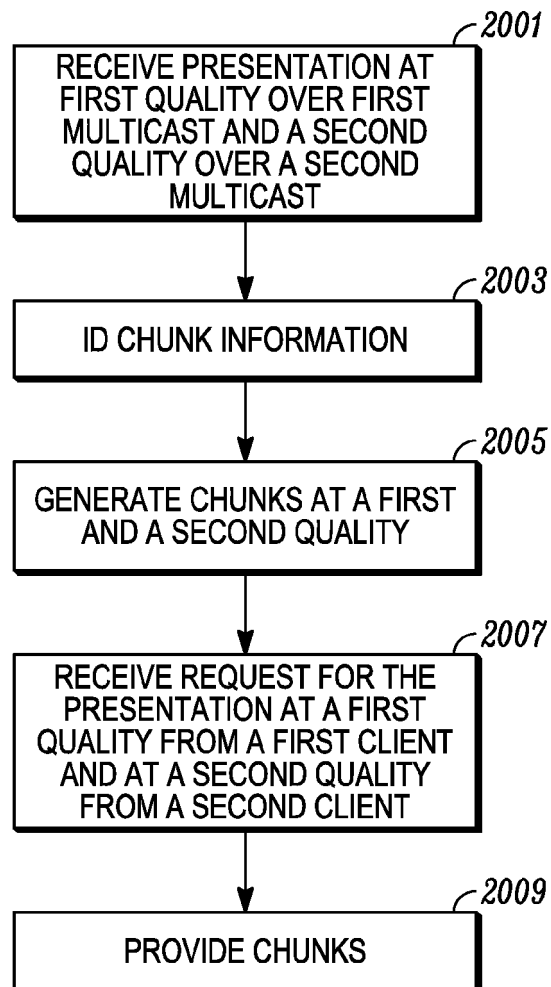 2001
RECEIVE PRESENTATION AT
FIRST QUALITY OVER FIRST
MULTICAST AND A SECOND
QUALITY OVER A SECOND
MULTICAST
2003
ID CHUNK INFORMATION
2005
GENERATE CHUNKS AT A FIRST
AND A SECOND QUALITY
2007
RECEIVE REQUEST FOR THE
PRESENTATION AT A FIRST
QUALITY FROM A FIRST CLIENT
AND AT A SECOND QUALITY
FROM A SECOND CLIENT
2009
PROVIDE CHUNKS